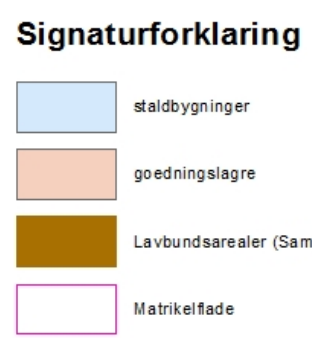 Signaturforklaring
staldbygninger
goedningslagre
Lavbundsarealer (Sam
Matrikelflade